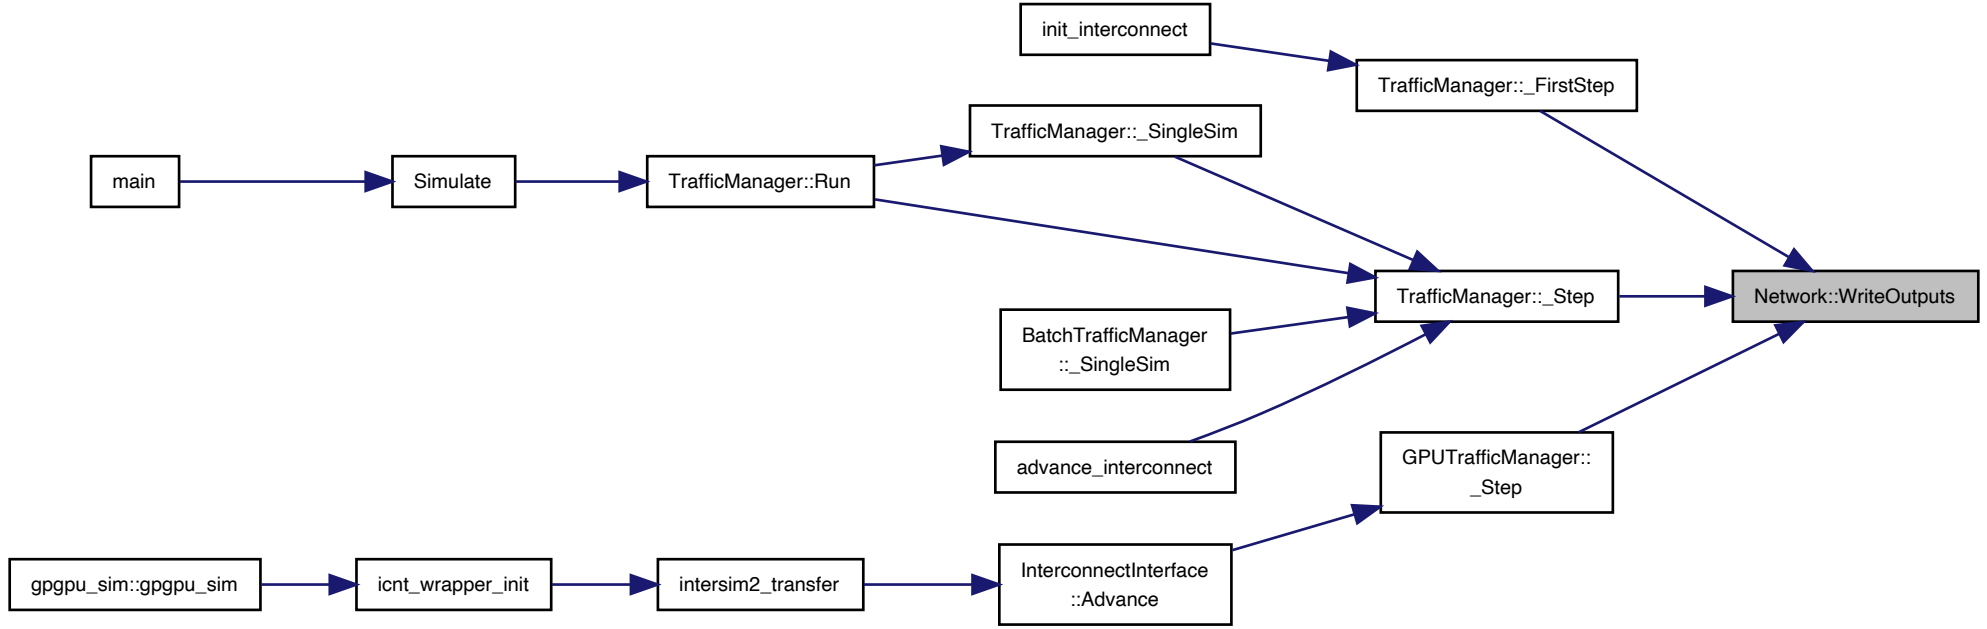 init_interconnect
TrafficManager::_FirstStep
TrafficManager::_SingleSim
main
Simulate
TrafficManager::Run
TrafficManager::_Step
Network::WriteOutputs
BatchTrafficManager
::_SingleSim
advance_interconnect
GPUTrafficManager::
_Step
gpgpu_sim::gpgpu_sim
icnt_wrapper_init
intersim2_transfer
InterconnectInterface
::Advance